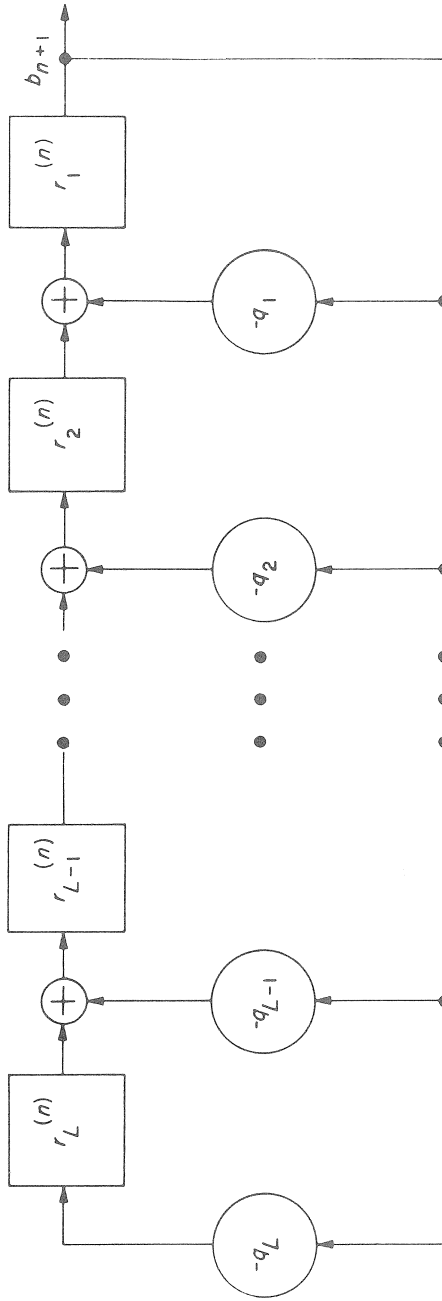 r_L^(n)
+
r_{L-1}^(n)
+
r_2^(n)
+
r_1^(n)
b_{n+1}
-q_L
-q_{L-1}
-q_2
-q_1